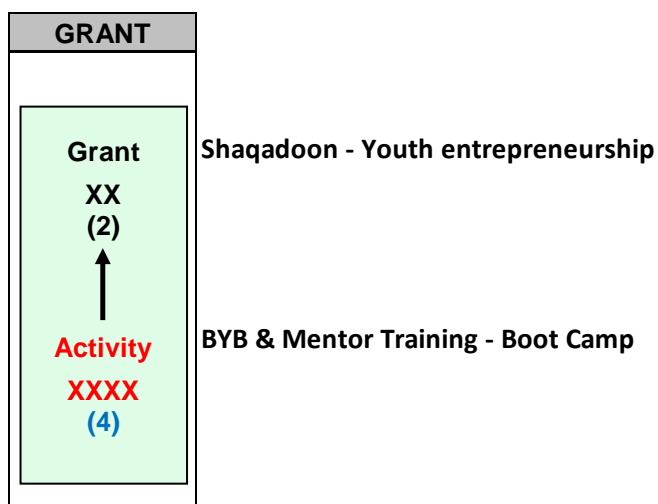 GRANT
Grant
Shaqadoon - Youth entrepreneurship
XX
(2)
Activity
BYB & Mentor Training - Boot Camp
XXXX
(4)